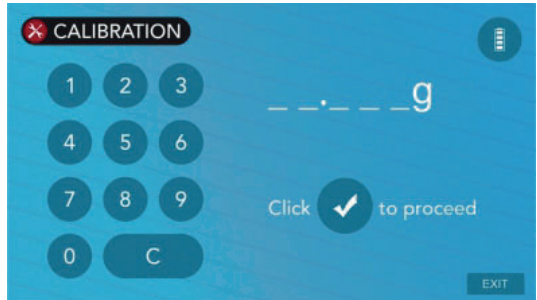 CALIBRATION
1 2 3
_ _._ _ _g
4 5 6
7 8 9
Click to proceed
0 C
EXIT